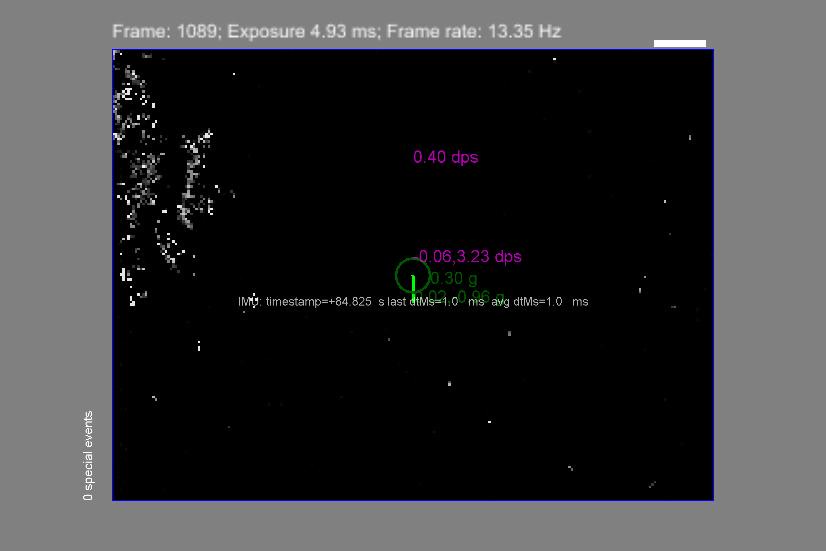 Frame: 1089; Exposure 4.93 ms; Frame rate: 13.35 Hz
0.40 dps
-0.06,3.23 dps
0.30 g
0.96 g
IMU: timestamp=+84.825 s last dtMs=1.0 ms avg dtMs=1.0 ms
0 special events